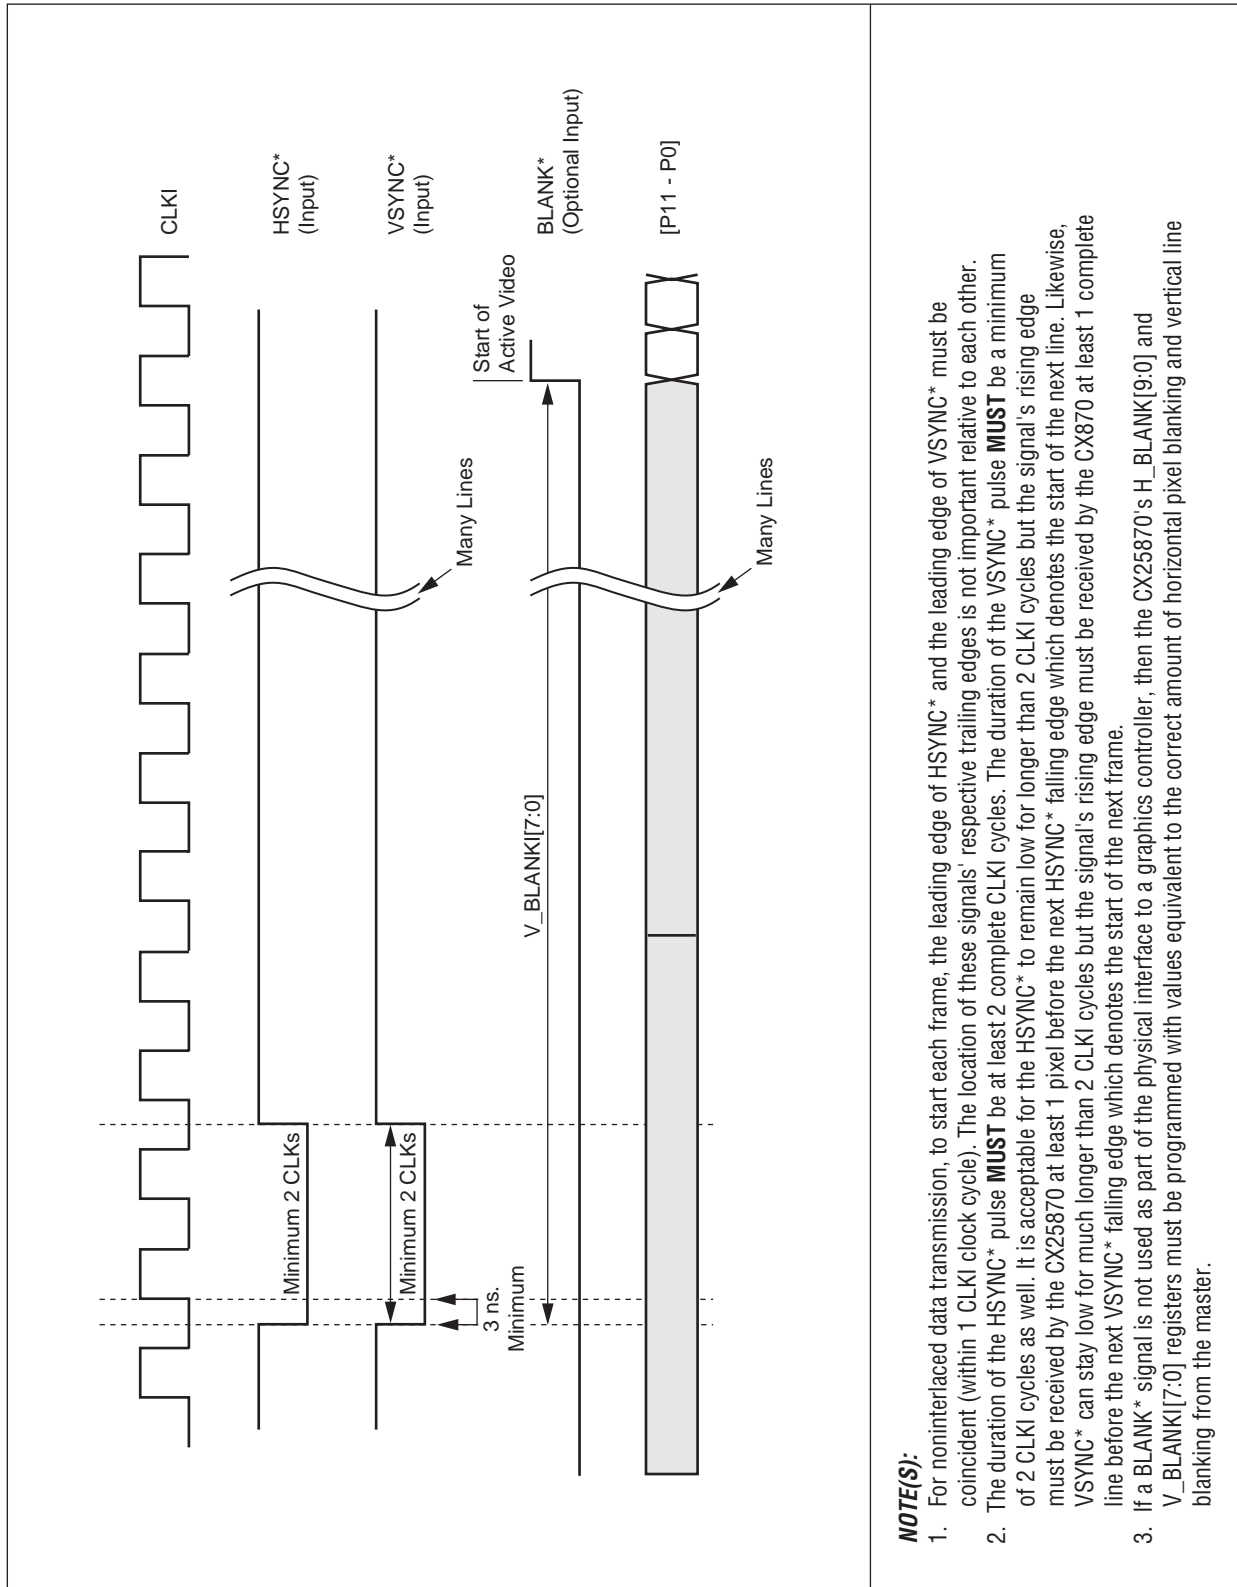 CLKI
HSYNC*
(Input)
VSYNC*
(Input)
BLANK*
(Optional Input)
[P11 - P0]
Start of
Active Video
Many Lines
Many Lines
V_BLANKI[7:0]
Minimum 2 CLKs
Minimum 2 CLKs
3 ns.
Minimum
NOTE(S):
1. For noninterlaced data transmission, to start each frame, the leading edge of HSYNC* and the leading edge of VSYNC* must be
coincident (within 1 CLKI clock cycle). The location of these signals' respective trailing edges is not important relative to each other.
2. The duration of the HSYNC* pulse MUST be at least 2 complete CLKI cycles. The duration of the VSYNC* pulse MUST be a minimum
of 2 CLKI cycles as well. It is acceptable for the HSYNC* to remain low for longer than 2 CLKI cycles but the signal's rising edge
must be received by the CX25870 at least 1 pixel before the next HSYNC* falling edge which denotes the start of the next line. Likewise,
VSYNC* can stay low for much longer than 2 CLKI cycles but the signal's rising edge must be received by the CX870 at least 1 complete
line before the next VSYNC* falling edge which denotes the start of the next frame.
3. If a BLANK* signal is not used as part of the physical interface to a graphics controller, then the CX25870's H_BLANK[9:0] and
V_BLANKI[7:0] registers must be programmed with values equivalent to the correct amount of horizontal pixel blanking and vertical line
blanking from the master.